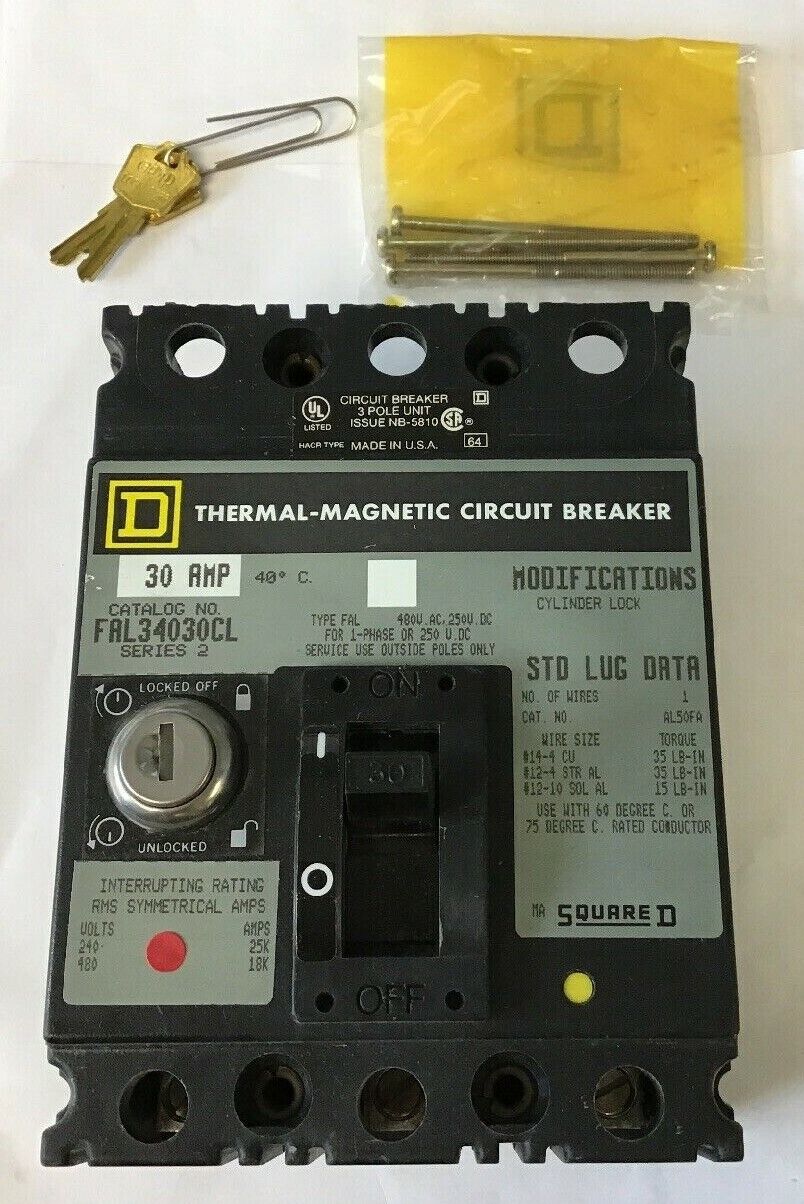 D
UL LISTED
CIRCUIT BREAKER
3 POLE UNIT
ISSUE NB-5810
HACR TYPE MADE IN U.S.A. 64
D THERMAL-MAGNETIC CIRCUIT BREAKER
30 AMP 40° C.
CATALOG NO.
FAL34030CL
SERIES 2
TYPE FAL 480V.AC,250V.DC
FOR 1-PHASE OR 250 V.DC
SERVICE USE OUTSIDE POLES ONLY
MODIFICATIONS
CYLINDER LOCK
STD LUG DATA
NO. OF WIRES 1
CAT. NO. AL50FA
WIRE SIZE TORQUE
#14-4 CU 35 LB-IN
#12-4 STR AL 35 LB-IN
#12-10 SOL AL 15 LB-IN
USE WITH 60 DEGREE C. OR
75 DEGREE C. RATED CONDUCTOR
MA SQUARE D
LOCKED OFF
UNLOCKED
ON
I
30
O
OFF
INTERRUPTING RATING
RMS SYMMETRICAL AMPS
VOLTS AMPS
240 25K
480 18K